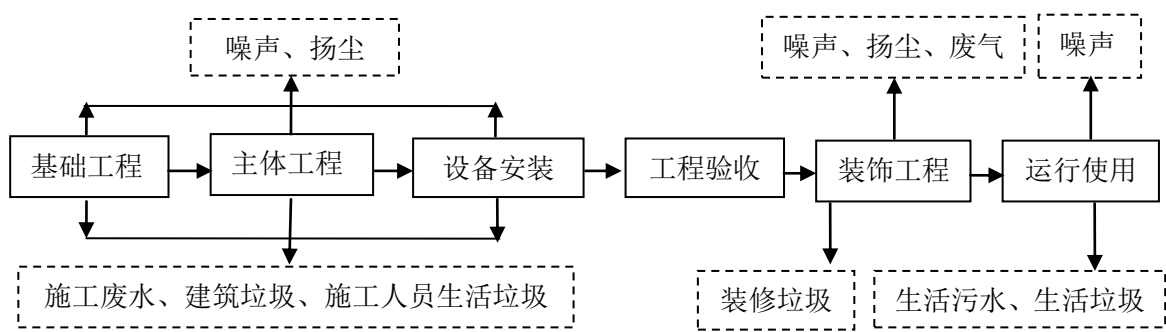 噪声、扬尘
噪声、扬尘、废气
噪声
基础工程
主体工程
设备安装
工程验收
装饰工程
运行使用
施工废水、建筑垃圾、施工人员生活垃圾
装修垃圾
生活污水、生活垃圾